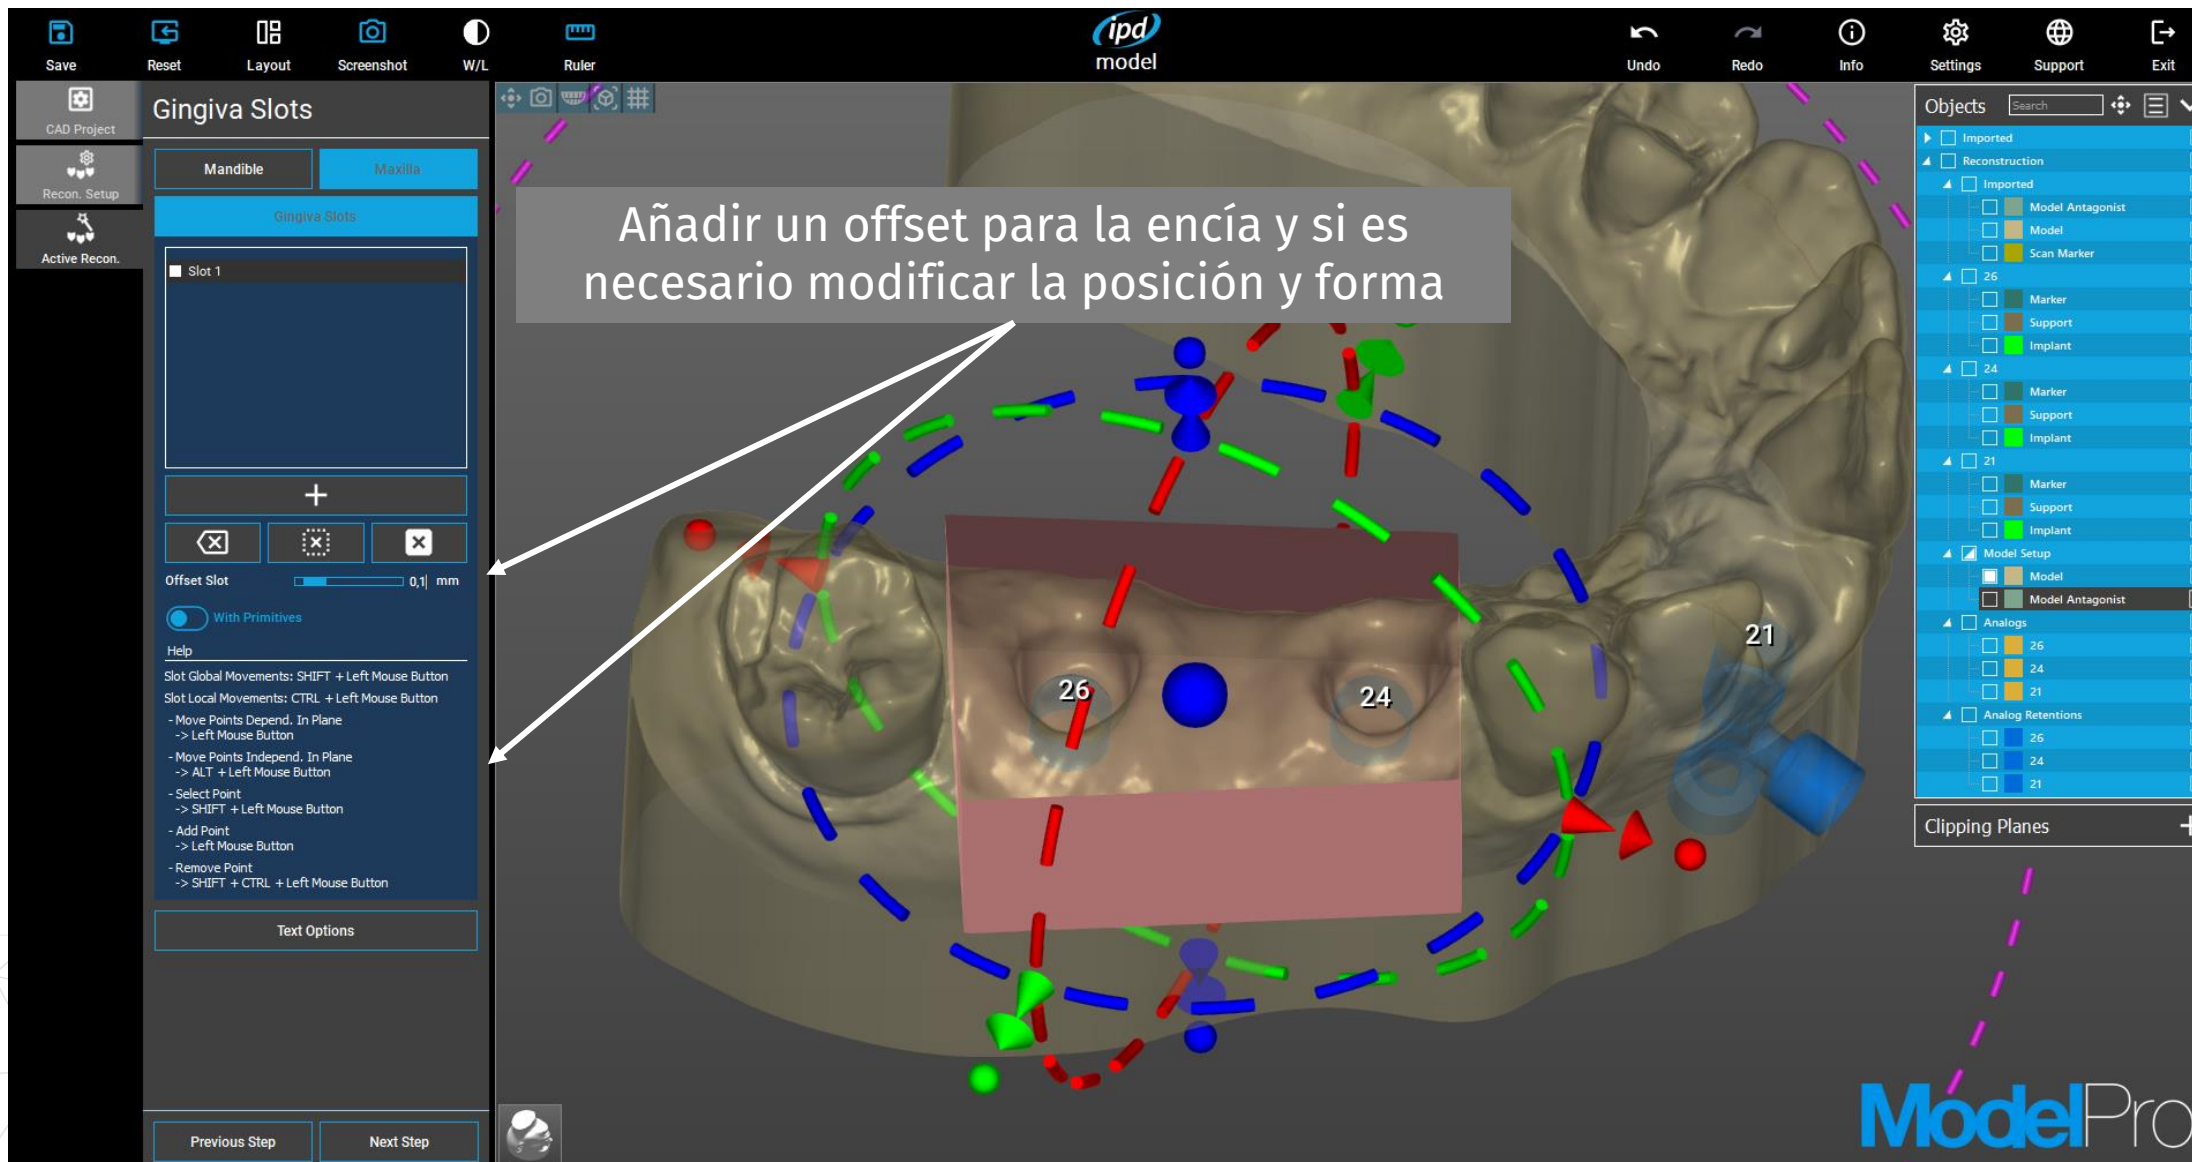 Save
Reset
Layout
Screenshot
W/L
Ruler
ipd
model
Undo
Redo
Info
Settings
Support
Exit
CAD Project
Recon. Setup
Active Recon.
Gingiva Slots
Mandible
Maxilla
Gingiva Slots
Slot 1
+
Offset Slot 0,1 mm
With Primitives
Help
Slot Global Movements: SHIFT + Left Mouse Button
Slot Local Movements: CTRL + Left Mouse Button
- Move Points Depend. In Plane
-> Left Mouse Button
- Move Points Independ. In Plane
-> ALT + Left Mouse Button
- Select Point
-> SHIFT + Left Mouse Button
- Add Point
-> Left Mouse Button
- Remove Point
-> SHIFT + CTRL + Left Mouse Button
Text Options
Previous Step
Next Step
Añadir un offset para la encía y si es
necesario modificar la posición y forma
26
24
21
Objects
Search
Imported
Reconstruction
Imported
Model Antagonist
Model
Scan Marker
26
Marker
Support
Implant
24
Marker
Support
Implant
21
Marker
Support
Implant
Model Setup
Model
Model Antagonist
Analogs
26
24
21
Analog Retentions
26
24
21
Clipping Planes
ModelPro